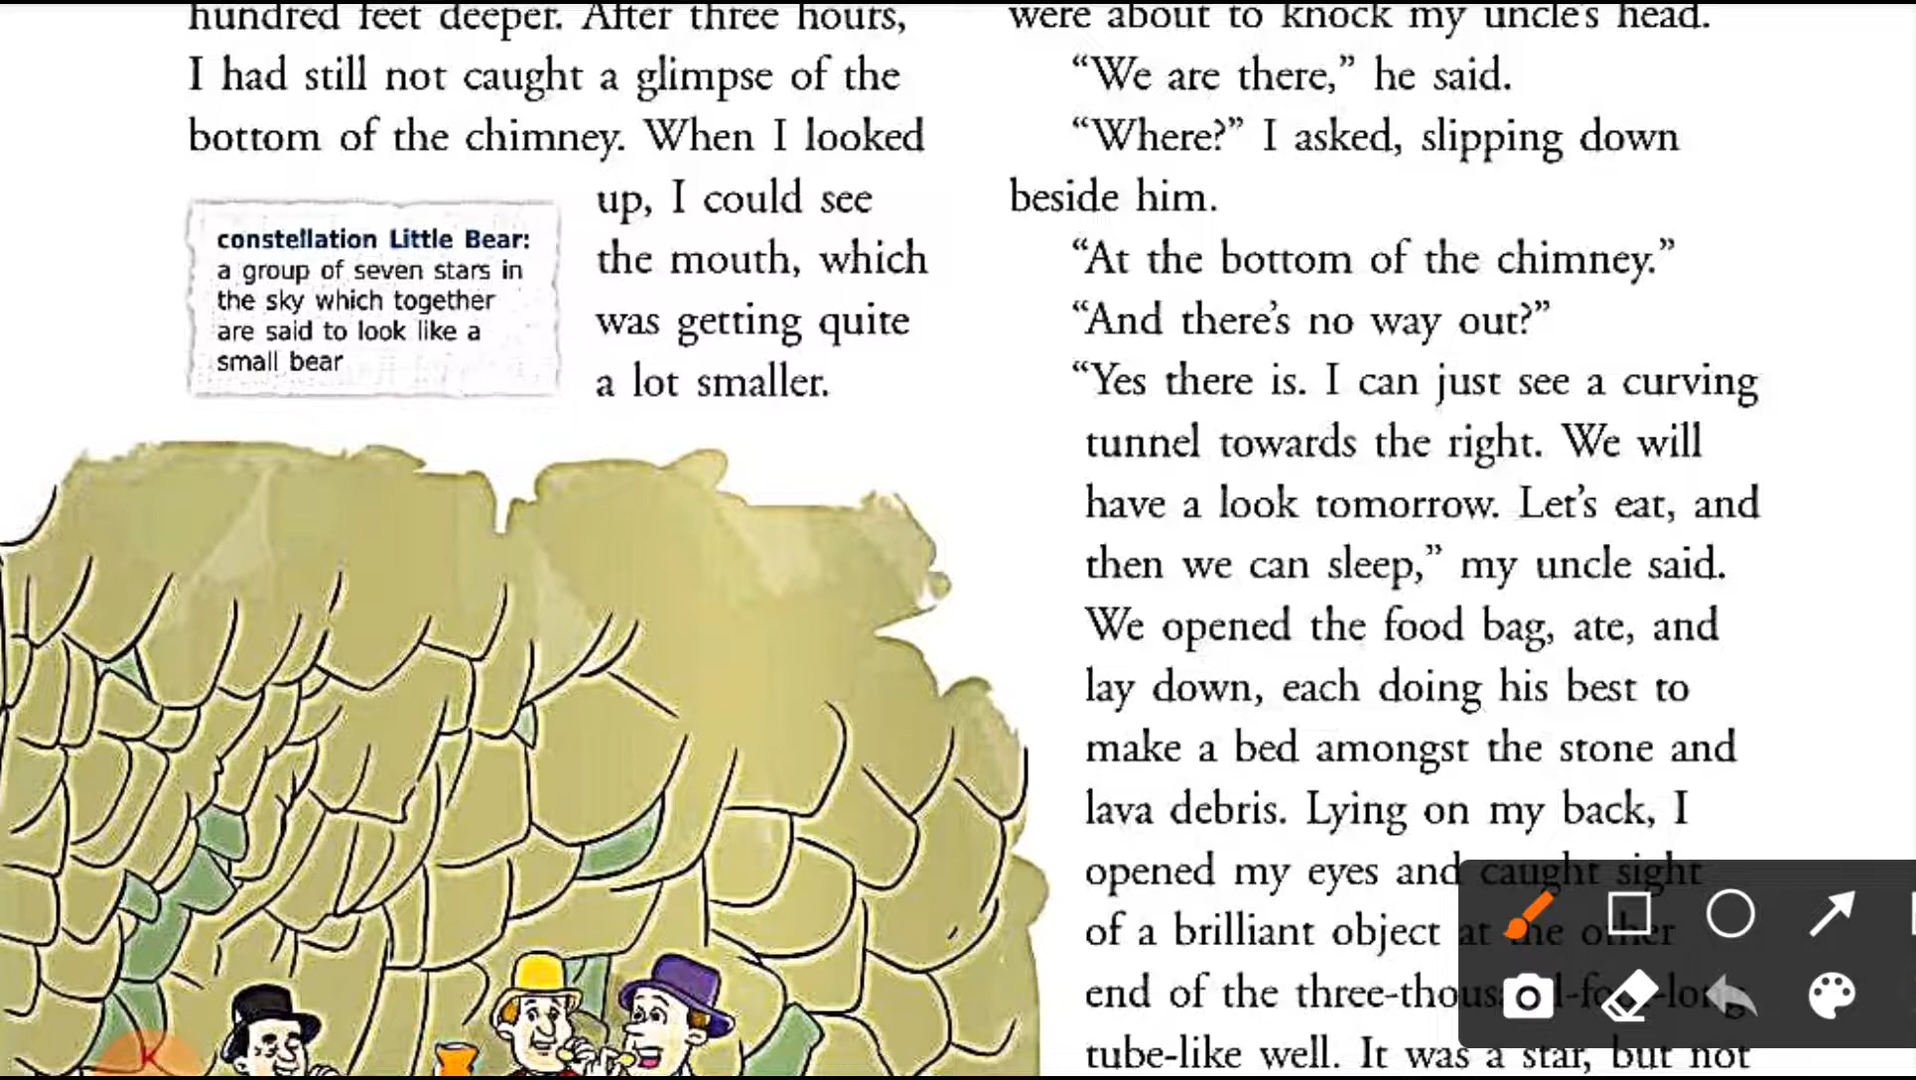 hundred feet deeper. After three hours,
I had still not caught a glimpse of the
bottom of the chimney. When I looked
up, I could see
the mouth, which
was getting quite
a lot smaller.
constellation Little Bear:
a group of seven stars in
the sky which together
are said to look like a
small bear
K
were about to knock my uncle's head.
“We are there,” he said.
“Where?” I asked, slipping down
beside him.
“At the bottom of the chimney.”
“And there's no way out?”
“Yes there is. I can just see a curving
tunnel towards the right. We will
have a look tomorrow. Let's eat, and
then we can sleep,” my uncle said.
We opened the food bag, ate, and
lay down, each doing his best to
make a bed amongst the stone and
lava debris. Lying on my back, I
opened my eyes and caught sight
of a brilliant object at the other
end of the three-thousand-foot-long
tube-like well. It was a star, but not